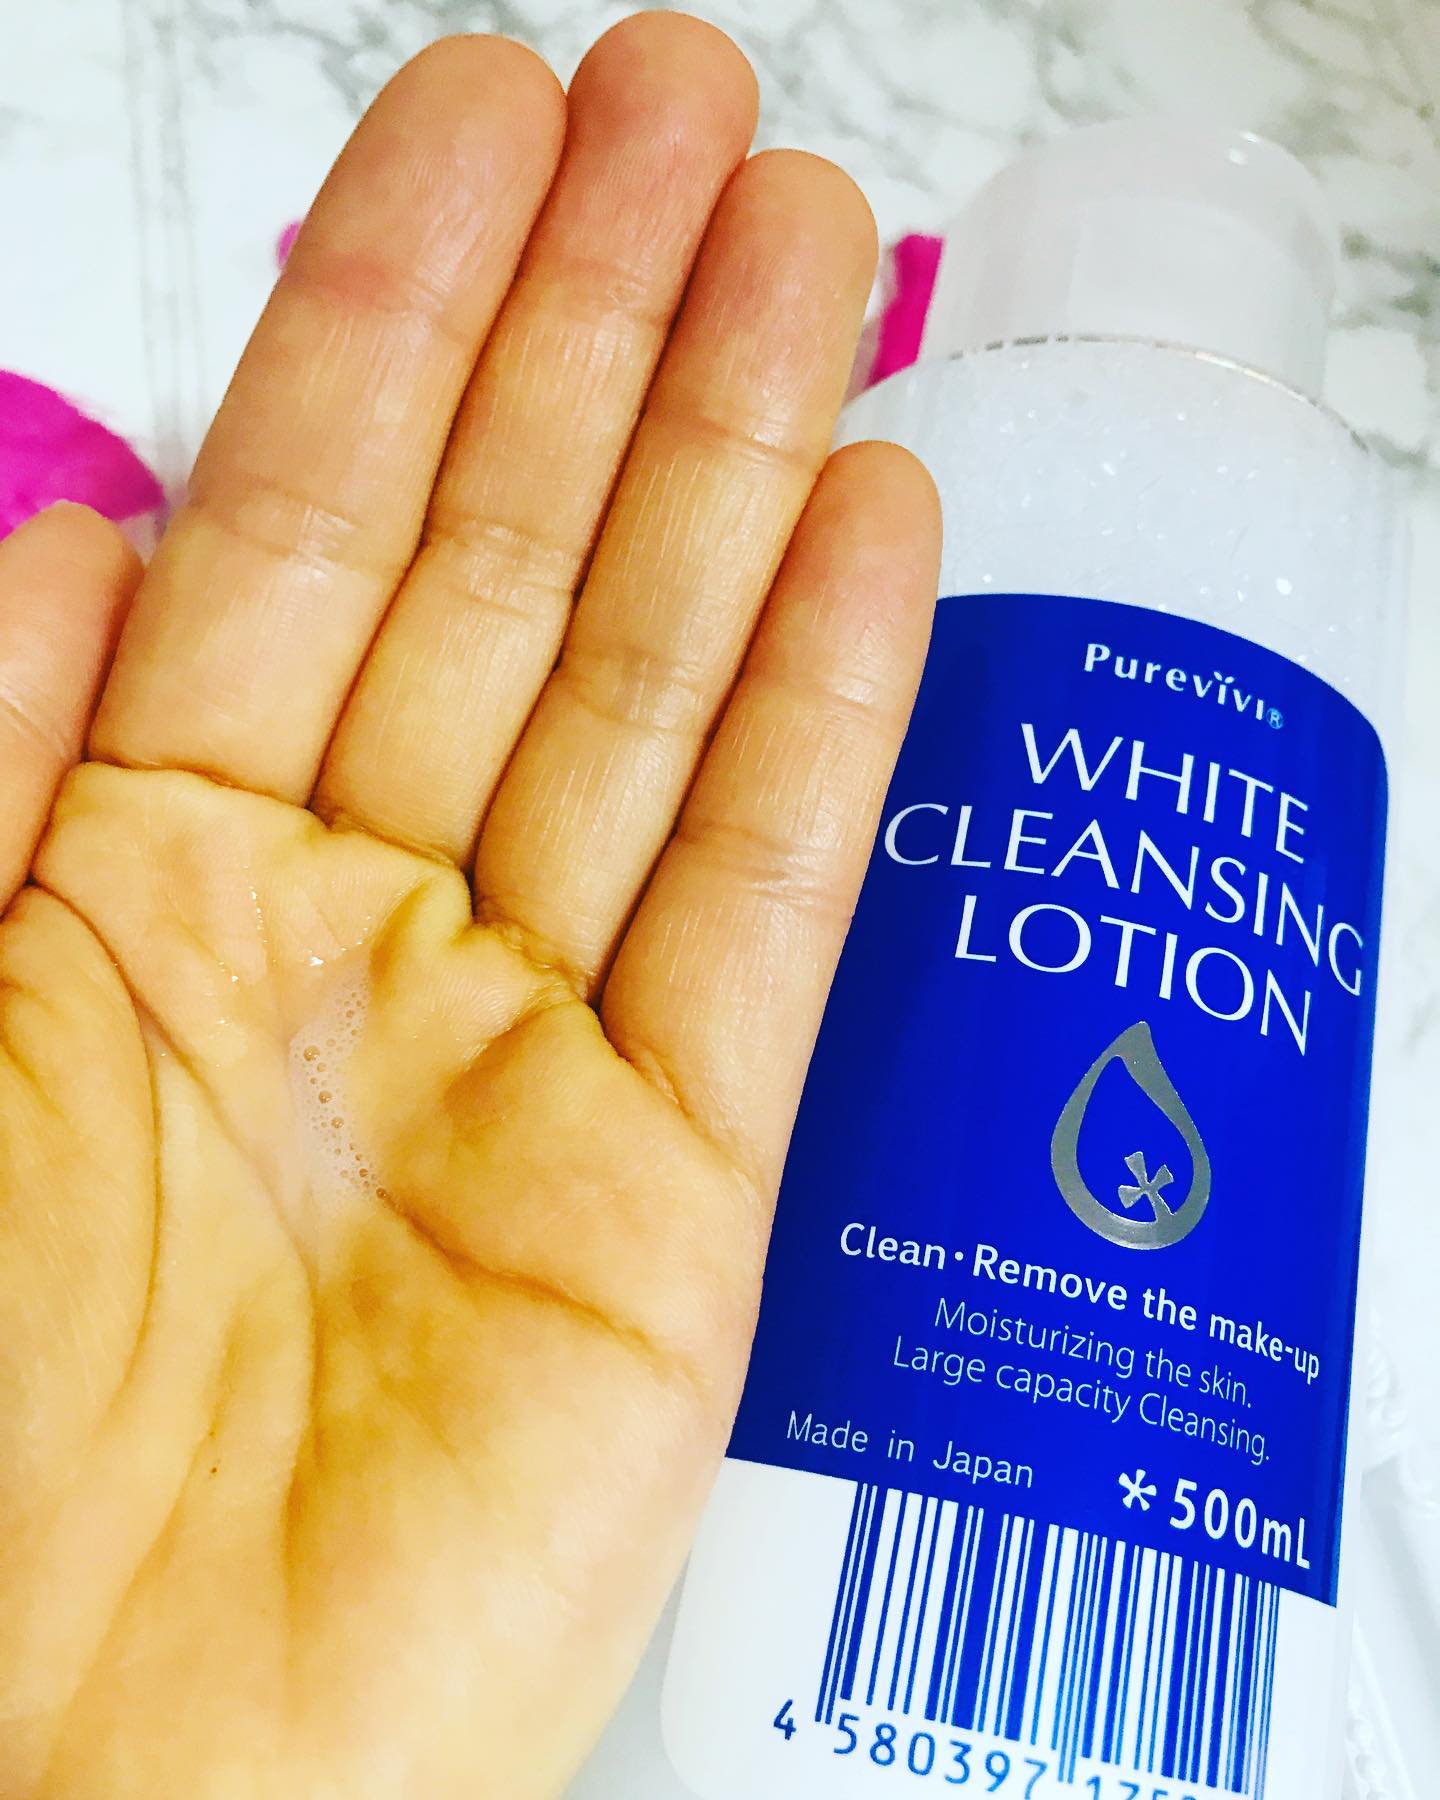 Purevivi®
WHITE
CLEANSING
LOTION
Clean・Remove the make-up
Moisturizing the skin.
Large capacity Cleansing.
Made in Japan
*500mL
4 580397